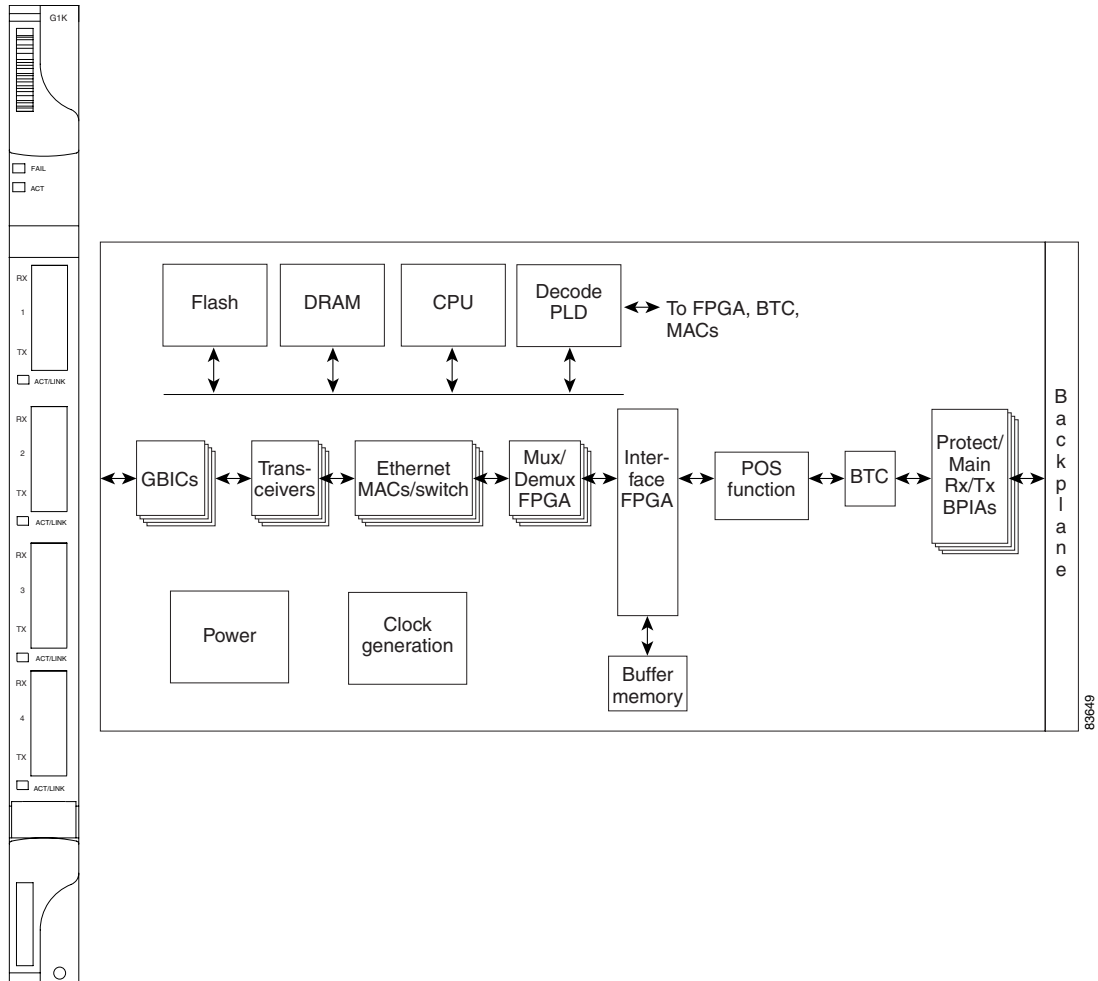 G1K
FAIL
ACT
RX
1
TX
ACT/LINK
RX
2
TX
ACT/LINK
RX
3
TX
ACT/LINK
RX
4
TX
ACT/LINK
Flash
DRAM
CPU
Decode
PLD
To FPGA, BTC,
MACs
GBICs
Trans-
ceivers
Ethernet
MACs/switch
Mux/
Demux
FPGA
Inter-
face
FPGA
POS
function
BTC
Protect/
Main
Rx/Tx
BPIAs
Backplane
Power
Clock
generation
Buffer
memory
83649